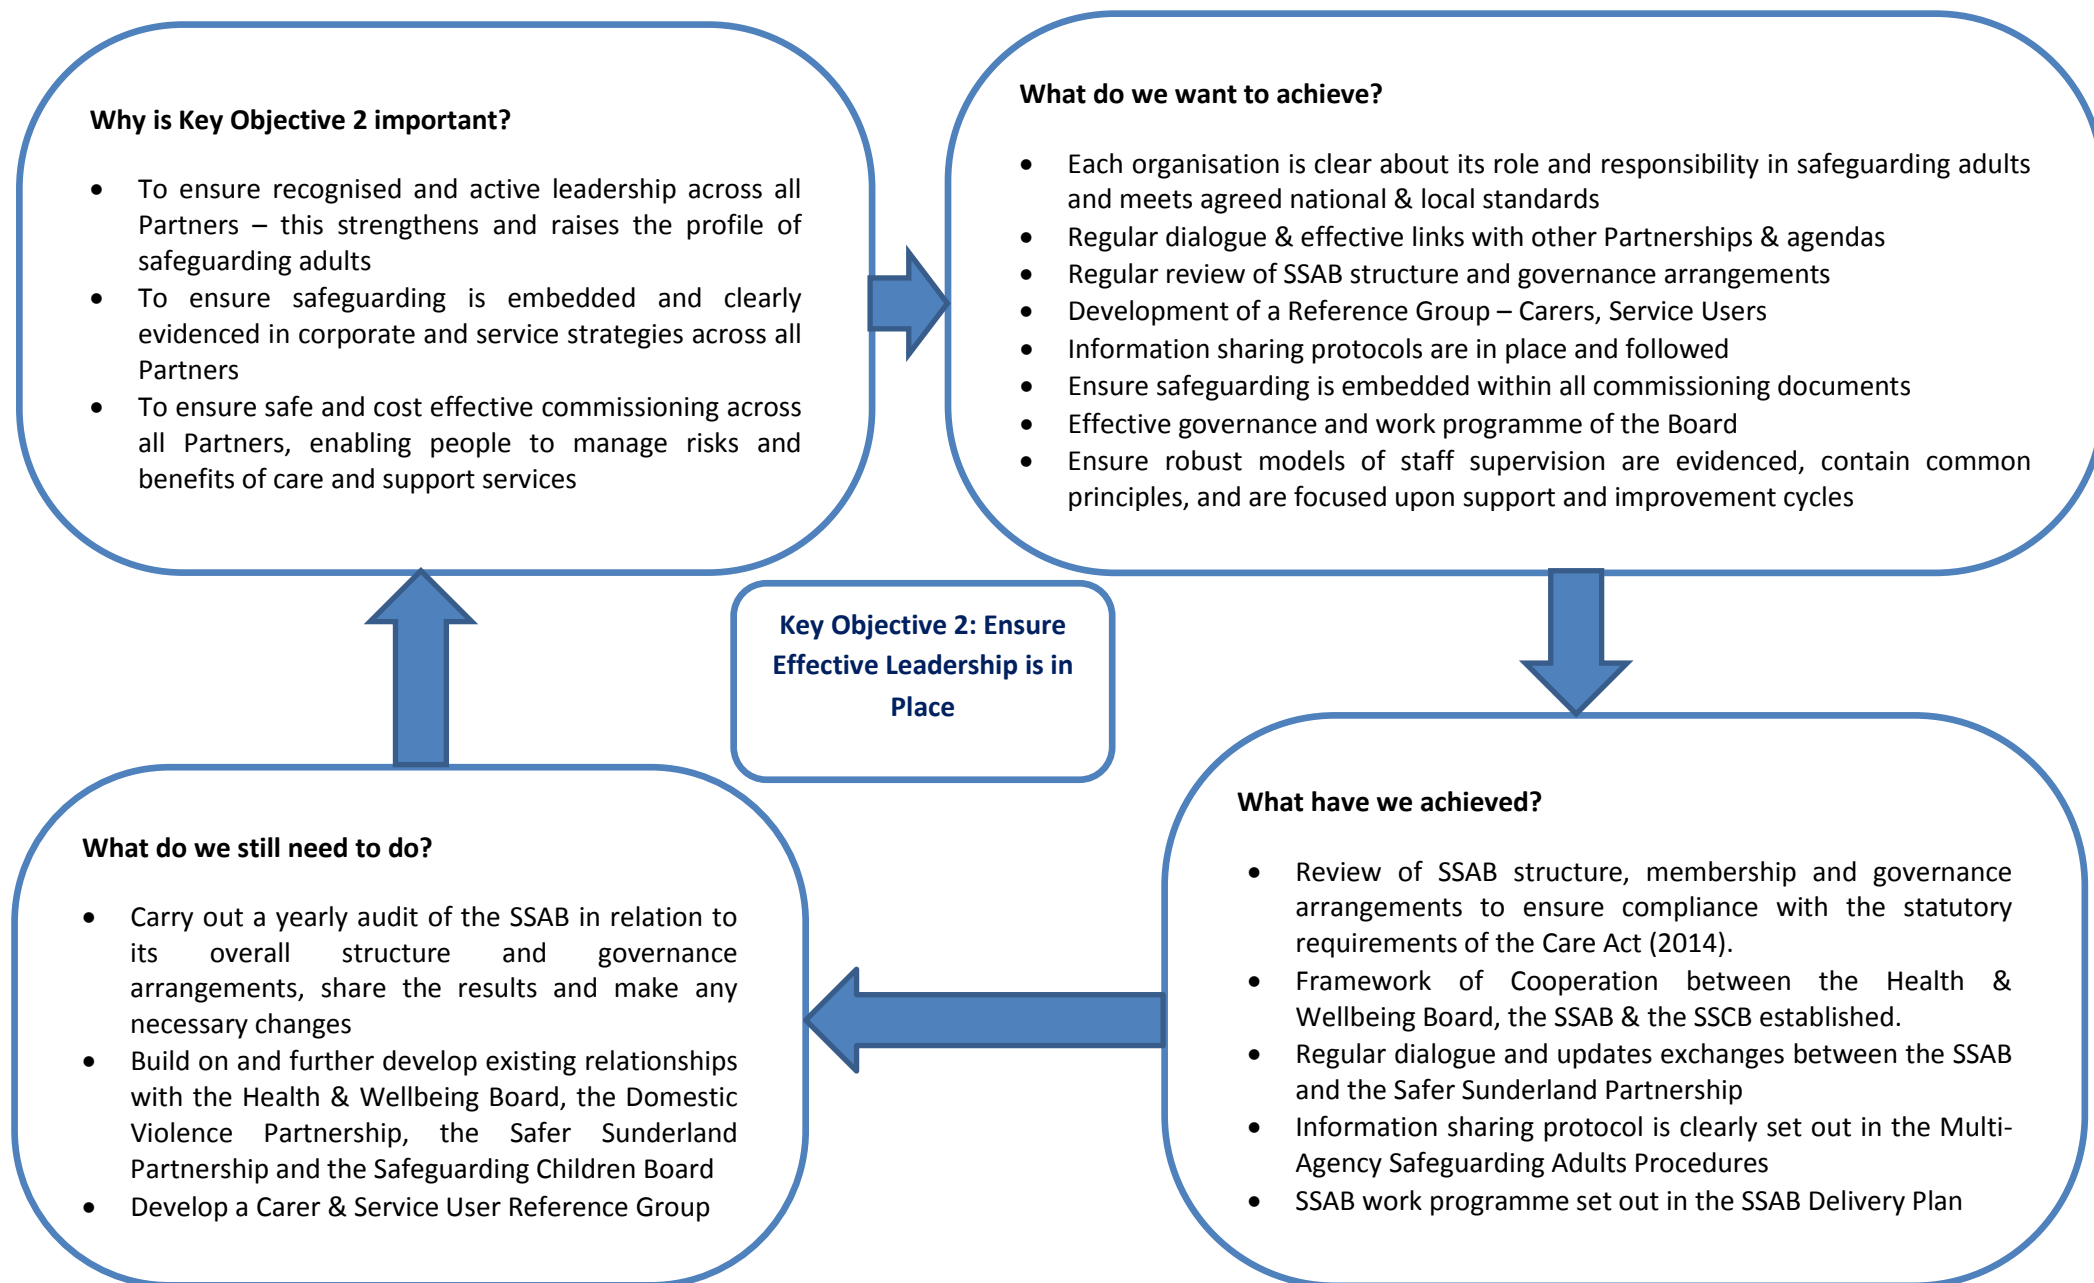 Why is Key Objective 2 important?
• To ensure recognised and active leadership across all
Partners – this strengthens and raises the profile of
safeguarding adults
• To ensure safeguarding is embedded and clearly
evidenced in corporate and service strategies across all
Partners
• To ensure safe and cost effective commissioning across
all Partners, enabling people to manage risks and
benefits of care and support services
What do we want to achieve?
• Each organisation is clear about its role and responsibility in safeguarding adults
and meets agreed national & local standards
• Regular dialogue & effective links with other Partnerships & agendas
• Regular review of SSAB structure and governance arrangements
• Development of a Reference Group – Carers, Service Users
• Information sharing protocols are in place and followed
• Ensure safeguarding is embedded within all commissioning documents
• Effective governance and work programme of the Board
• Ensure robust models of staff supervision are evidenced, contain common
principles, and are focused upon support and improvement cycles
Key Objective 2: Ensure
Effective Leadership is in
Place
What have we achieved?
• Review of SSAB structure, membership and governance
arrangements to ensure compliance with the statutory
requirements of the Care Act (2014).
• Framework of Cooperation between the Health &
Wellbeing Board, the SSAB & the SSCB established.
• Regular dialogue and updates exchanges between the SSAB
and the Safer Sunderland Partnership
• Information sharing protocol is clearly set out in the Multi-
Agency Safeguarding Adults Procedures
• SSAB work programme set out in the SSAB Delivery Plan
What do we still need to do?
• Carry out a yearly audit of the SSAB in relation to
its overall structure and governance
arrangements, share the results and make any
necessary changes
• Build on and further develop existing relationships
with the Health & Wellbeing Board, the Domestic
Violence Partnership, the Safer Sunderland
Partnership and the Safeguarding Children Board
• Develop a Carer & Service User Reference Group